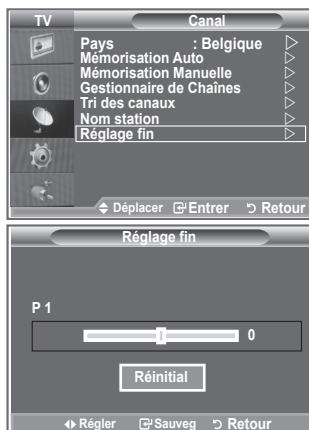 TV Canal
Pays : Belgique
Mémorisation Auto
Mémorisation Manuelle
Gestionnaire de Chaînes
Tri des canaux
Nom station
Réglage fin
Déplacer Entrer Retour
Réglage fin
P 1
0
Réinitial
Régler Sauveg Retour